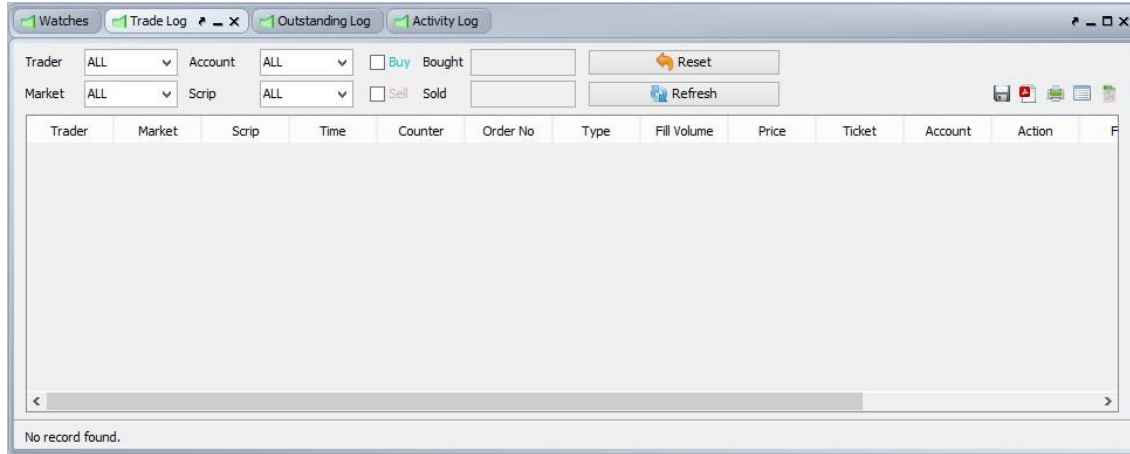 Watches Trade Log Outstanding Log Activity Log
Trader ALL Account ALL Buy Bought Reset
Market ALL Scrip ALL Sell Sold Refresh
Trader Market Scrip Time Counter Order No Type Fill Volume Price Ticket Account Action F
No record found.